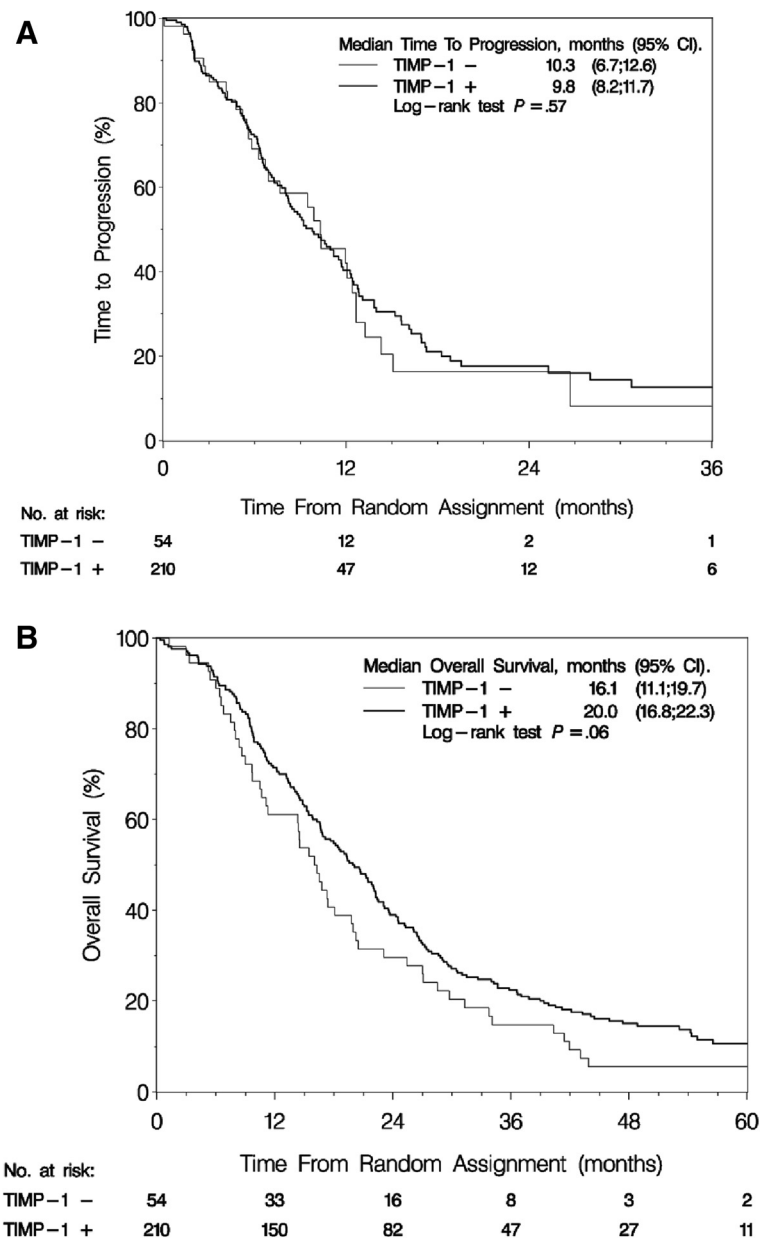 A
100
80
60
40
20
0
Time to Progression (%)
Median Time To Progression, months (95% CI).
TIMP-1 - 10.3 (6.7;12.6)
TIMP-1 + 9.8 (8.2;11.7)
Log-rank test P =.57
0 12 24 36
Time From Random Assignment (months)
No. at risk:
TIMP-1 - 54 12 2 1
TIMP-1 + 210 47 12 6
B
100
80
60
40
20
0
Overall Survival (%)
Median Overall Survival, months (95% CI).
TIMP-1 - 16.1 (11.1;19.7)
TIMP-1 + 20.0 (16.8;22.3)
Log-rank test P =.06
0 12 24 36 48 60
Time From Random Assignment (months)
No. at risk:
TIMP-1 - 54 33 16 8 3 2
TIMP-1 + 210 150 82 47 27 11